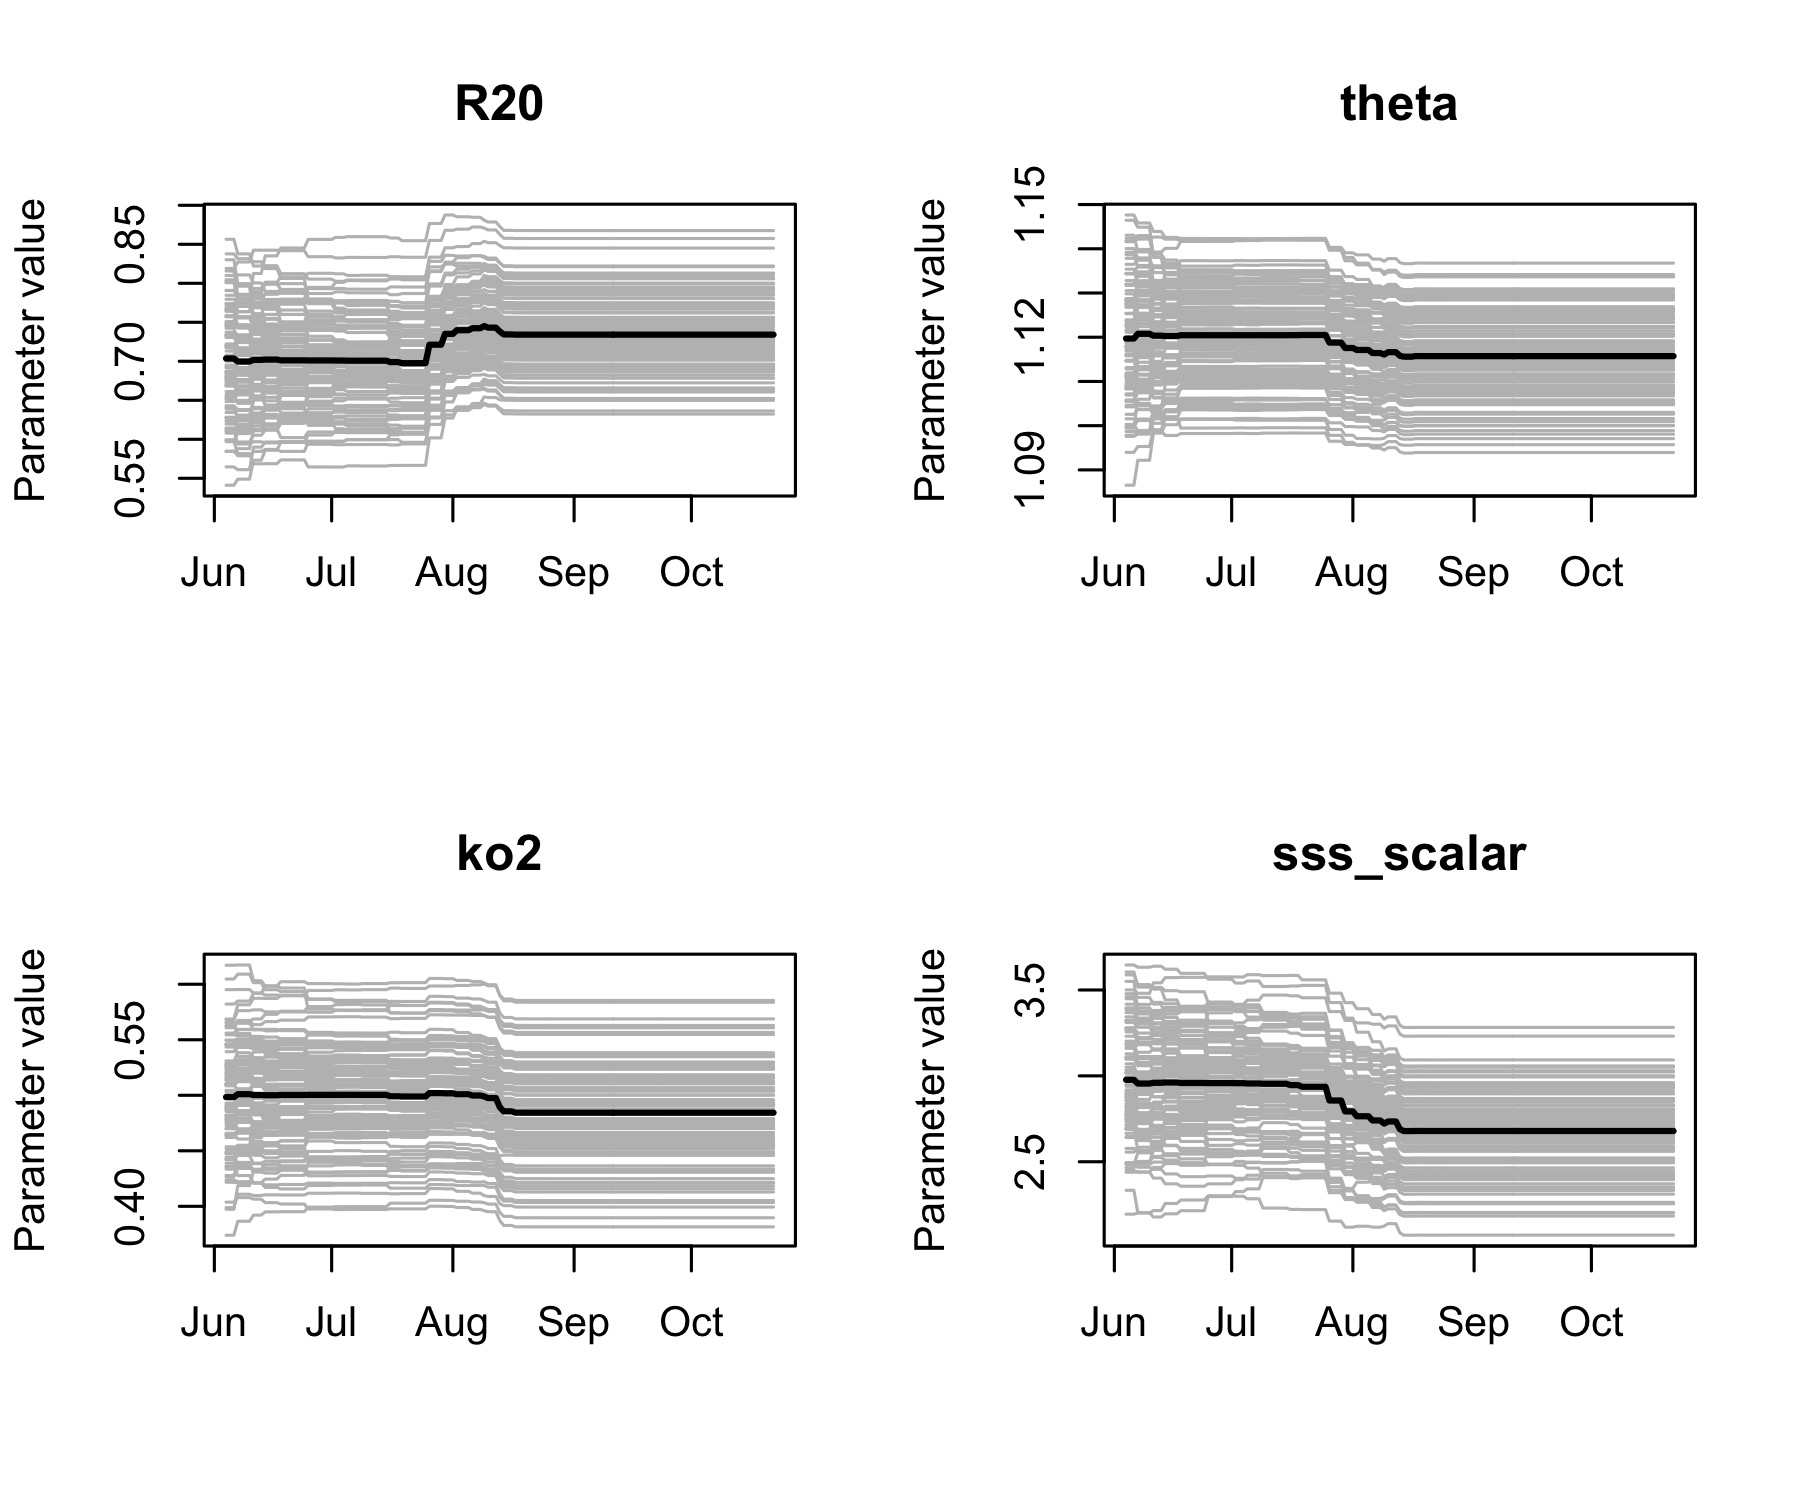 R20
Parameter value
0.55 0.70 0.85
Jun Jul Aug Sep Oct
theta
Parameter value
1.09 1.12 1.15
Jun Jul Aug Sep Oct
ko2
Parameter value
0.40 0.55
Jun Jul Aug Sep Oct
sss_scalar
Parameter value
2.5 3.5
Jun Jul Aug Sep Oct